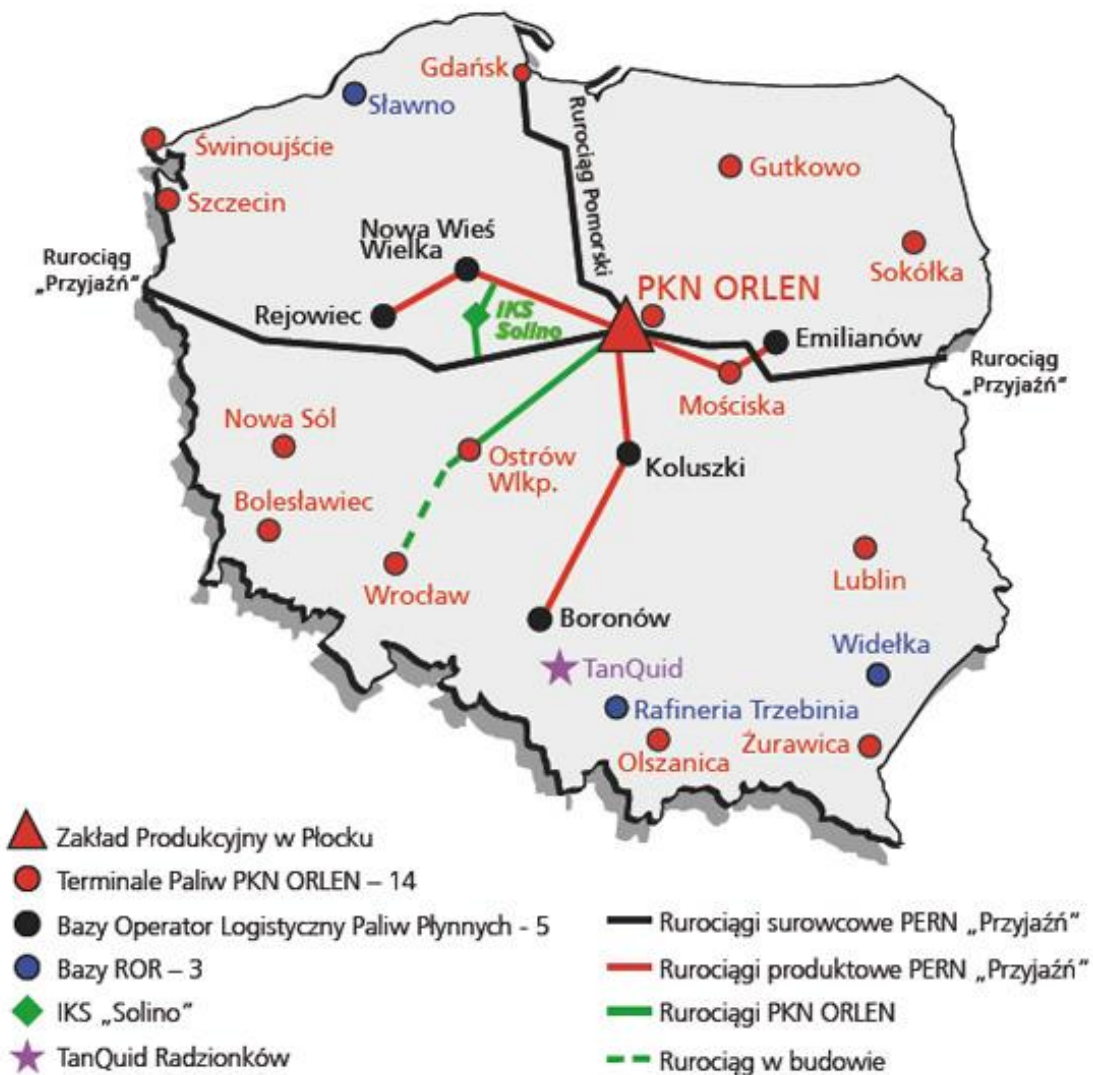 Gdańsk
Sławno
Świnoujście
Szczecin
Rurociąg Pomorski
Gutkowo
Nowa Wieś
Wielka
Sokółka
Rurociąg
„Przyjaźń”
PKN ORLEN
Rejowiec
IKS
Solino
Emilianów
Rurociąg
„Przyjaźń”
Mościska
Nowa Sól
Ostrów
Wlkp.
Koluszki
Bolesławiec
Wrocław
Lublin
Boronów
Widełka
TanQuid
Rafineria Trzebinia
Olszanica
Żurawica
Zakład Produkcyjny w Płocku
Terminale Paliw PKN ORLEN – 14
Bazy Operator Logistyczny Paliw Płynnych - 5
Bazy ROR – 3
IKS „Solino”
TanQuid Radzionków
Rurociągi surowcowe PERN „Przyjaźń”
Rurociągi produktowe PERN „Przyjaźń”
Rurociągi PKN ORLEN
Rurociąg w budowie